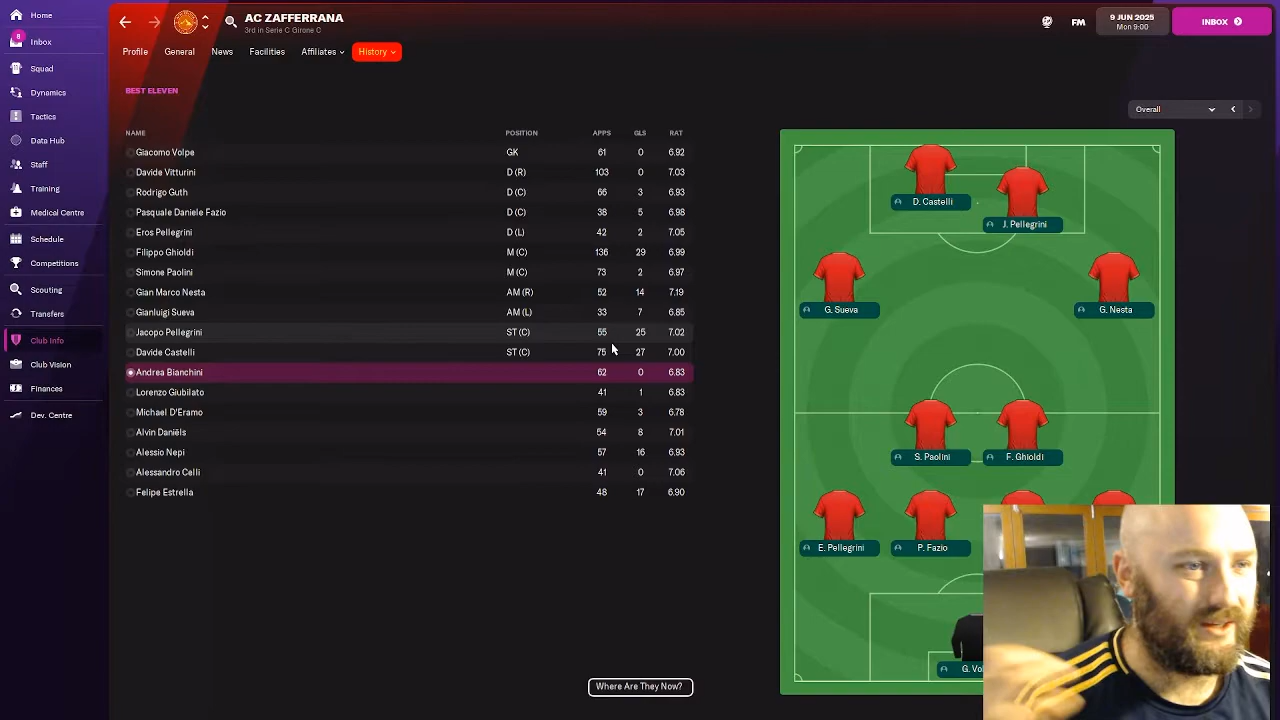 Home
8
Inbox
Squad
Dynamics
Tactics
Data Hub
Staff
Training
Medical Centre
Schedule
Competitions
Scouting
Transfers
Club Info
Club Vision
Finances
Dev. Centre
AC ZAFFERRANA
3rd in Serie C Girone C
FM
9 JUN 2025
Mon 9:00
INBOX
Profile General News Facilities Affiliates History
BEST ELEVEN
Overall
NAME POSITION APPS GLS RAT
Giacomo Volpe GK 61 0 6.92
Davide Vitturini D (R) 103 0 7.03
Rodrigo Guth D (C) 66 3 6.93
Pasquale Daniele Fazio D (C) 38 5 6.98
Eros Pellegrini D (L) 42 2 7.05
Filippo Ghioldi M (C) 136 29 6.99
Simone Paolini M (C) 73 2 6.97
Gian Marco Nesta AM (R) 52 14 7.19
Gianluigi Sueva AM (L) 33 7 6.85
Jacopo Pellegrini ST (C) 55 25 7.02
Davide Castelli ST (C) 75 27 7.00
Andrea Bianchini 62 0 6.83
Lorenzo Giubilato 41 1 6.83
Michael D'Eramo 59 3 6.78
Alvin Daniëls 54 8 7.01
Alessio Nepi 57 16 6.93
Alessandro Celli 41 0 7.06
Felipe Estrella 48 17 6.90
Where Are They Now?
D. Castelli
J. Pellegrini
G. Sueva
G. Nesta
S. Paolini
F. Ghioldi
E. Pellegrini
P. Fazio
G. Vol